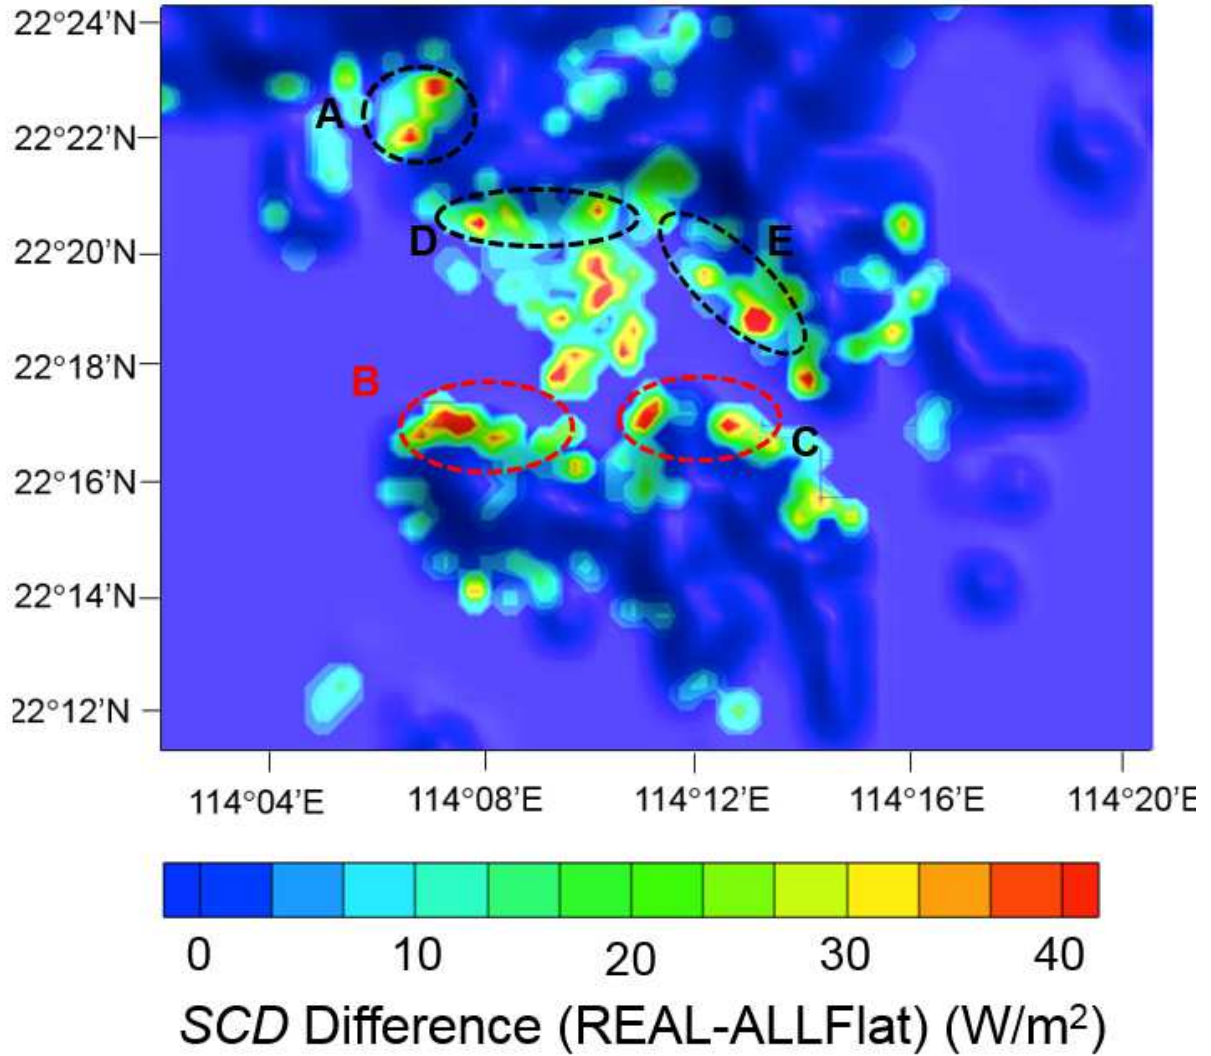 22°24’N
22°22’N
22°20’N
22°18’N
22°16’N
22°14’N
22°12’N
A
D
E
B
C
114°04’E 114°08’E 114°12’E 114°16’E 114°20’E
0 10 20 30 40
SCD Difference (REAL-ALLFlat) (W/m²)